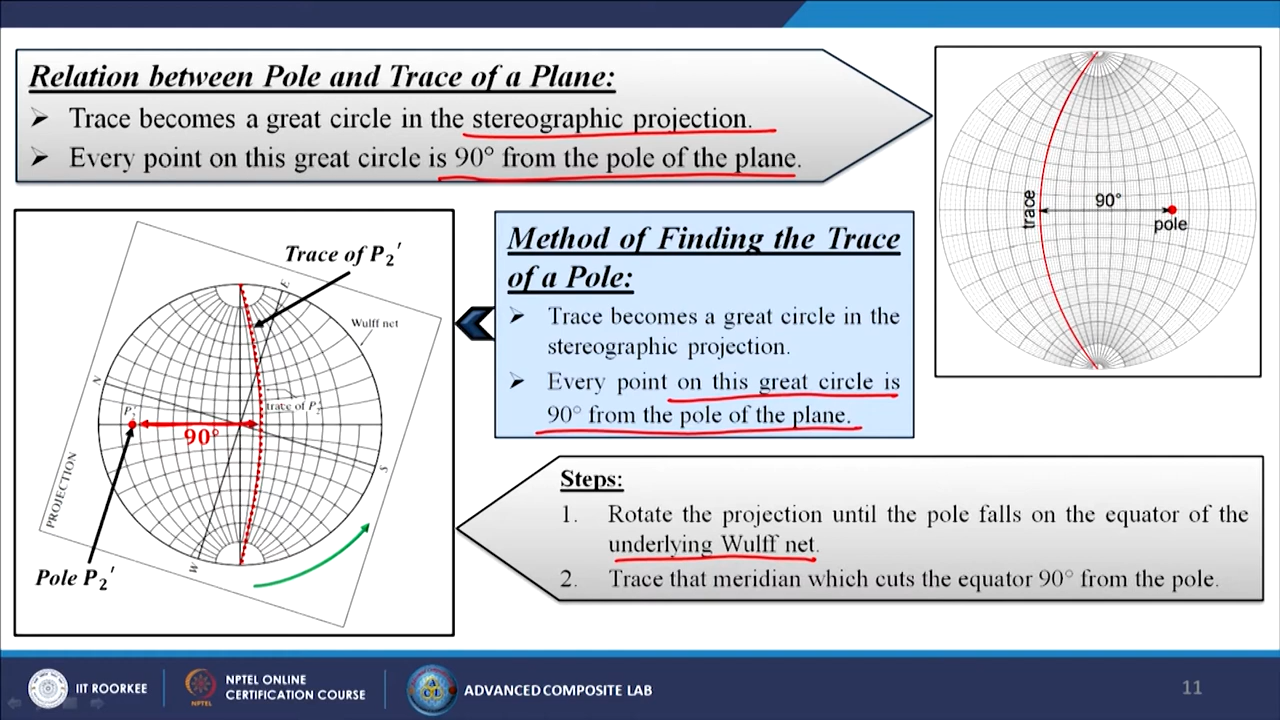 Relation between Pole and Trace of a Plane:
➢ Trace becomes a great circle in the stereographic projection.
➢ Every point on this great circle is 90° from the pole of the plane.
trace
90°
pole
Trace of P₂′
E
Wulff net
N
P₂′
trace of P₂′
90°
S
PROJECTION
W
Pole P₂′
Method of Finding the Trace
of a Pole:
➢ Trace becomes a great circle in the
stereographic projection.
➢ Every point on this great circle is
90° from the pole of the plane.
Steps:
1. Rotate the projection until the pole falls on the equator of the
underlying Wulff net.
2. Trace that meridian which cuts the equator 90° from the pole.
IIT ROORKEE
NPTEL ONLINE
CERTIFICATION COURSE
NPTEL
ADVANCED COMPOSITE LAB
11